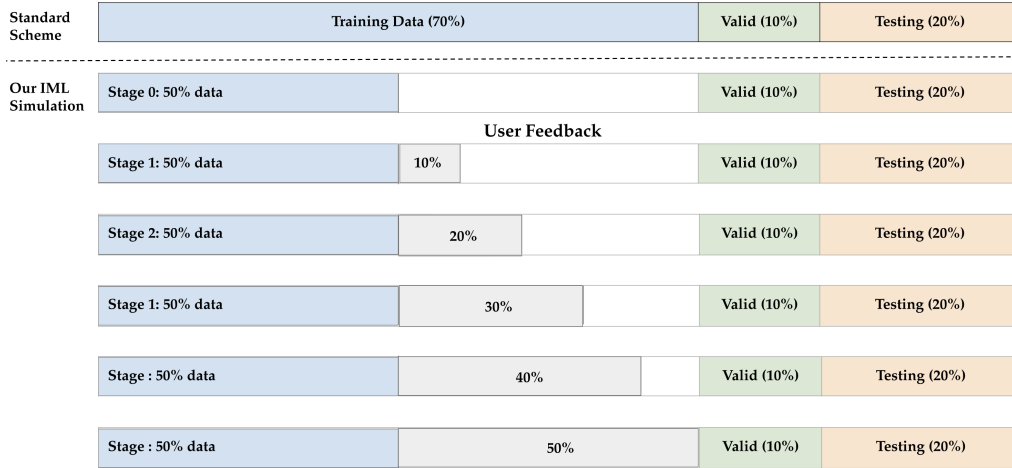 Standard
Scheme
Training Data (70%)
Valid (10%)
Testing (20%)
Our IML
Simulation
Stage 0: 50% data
Valid (10%)
Testing (20%)
User Feedback
Stage 1: 50% data
10%
Valid (10%)
Testing (20%)
Stage 2: 50% data
20%
Valid (10%)
Testing (20%)
Stage 1: 50% data
30%
Valid (10%)
Testing (20%)
Stage : 50% data
40%
Valid (10%)
Testing (20%)
Stage : 50% data
50%
Valid (10%)
Testing (20%)